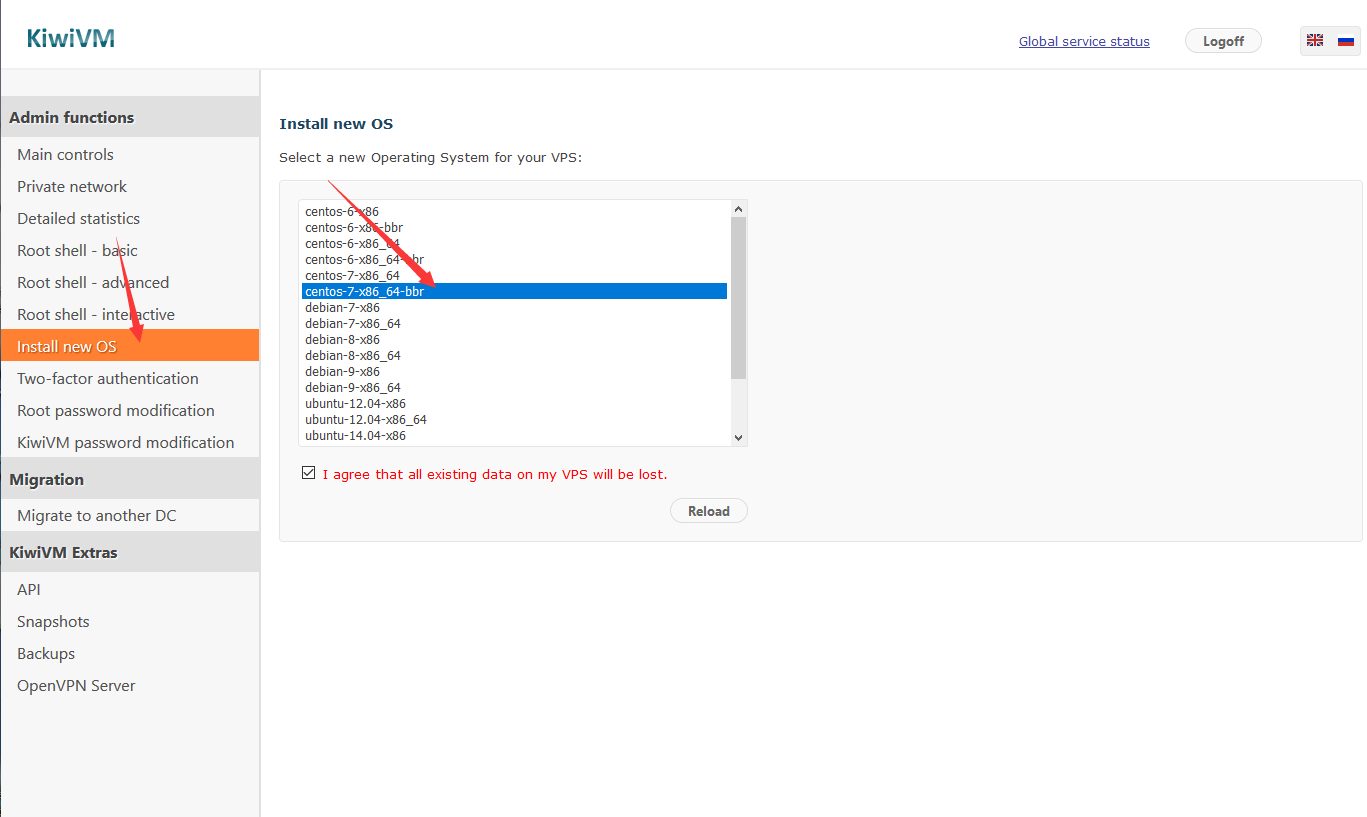 KiwiVM
Global service status
Logoff
Admin functions
Main controls
Private network
Detailed statistics
Root shell - basic
Root shell - advanced
Root shell - interactive
Install new OS
Two-factor authentication
Root password modification
KiwiVM password modification
Migration
Migrate to another DC
KiwiVM Extras
API
Snapshots
Backups
OpenVPN Server
Install new OS
Select a new Operating System for your VPS:
centos-6-x86
centos-6-x86-bbr
centos-6-x86_64
centos-6-x86_64-bbr
centos-7-x86_64
centos-7-x86_64-bbr
debian-7-x86
debian-7-x86_64
debian-8-x86
debian-8-x86_64
debian-9-x86
debian-9-x86_64
ubuntu-12.04-x86
ubuntu-12.04-x86_64
ubuntu-14.04-x86
I agree that all existing data on my VPS will be lost.
Reload